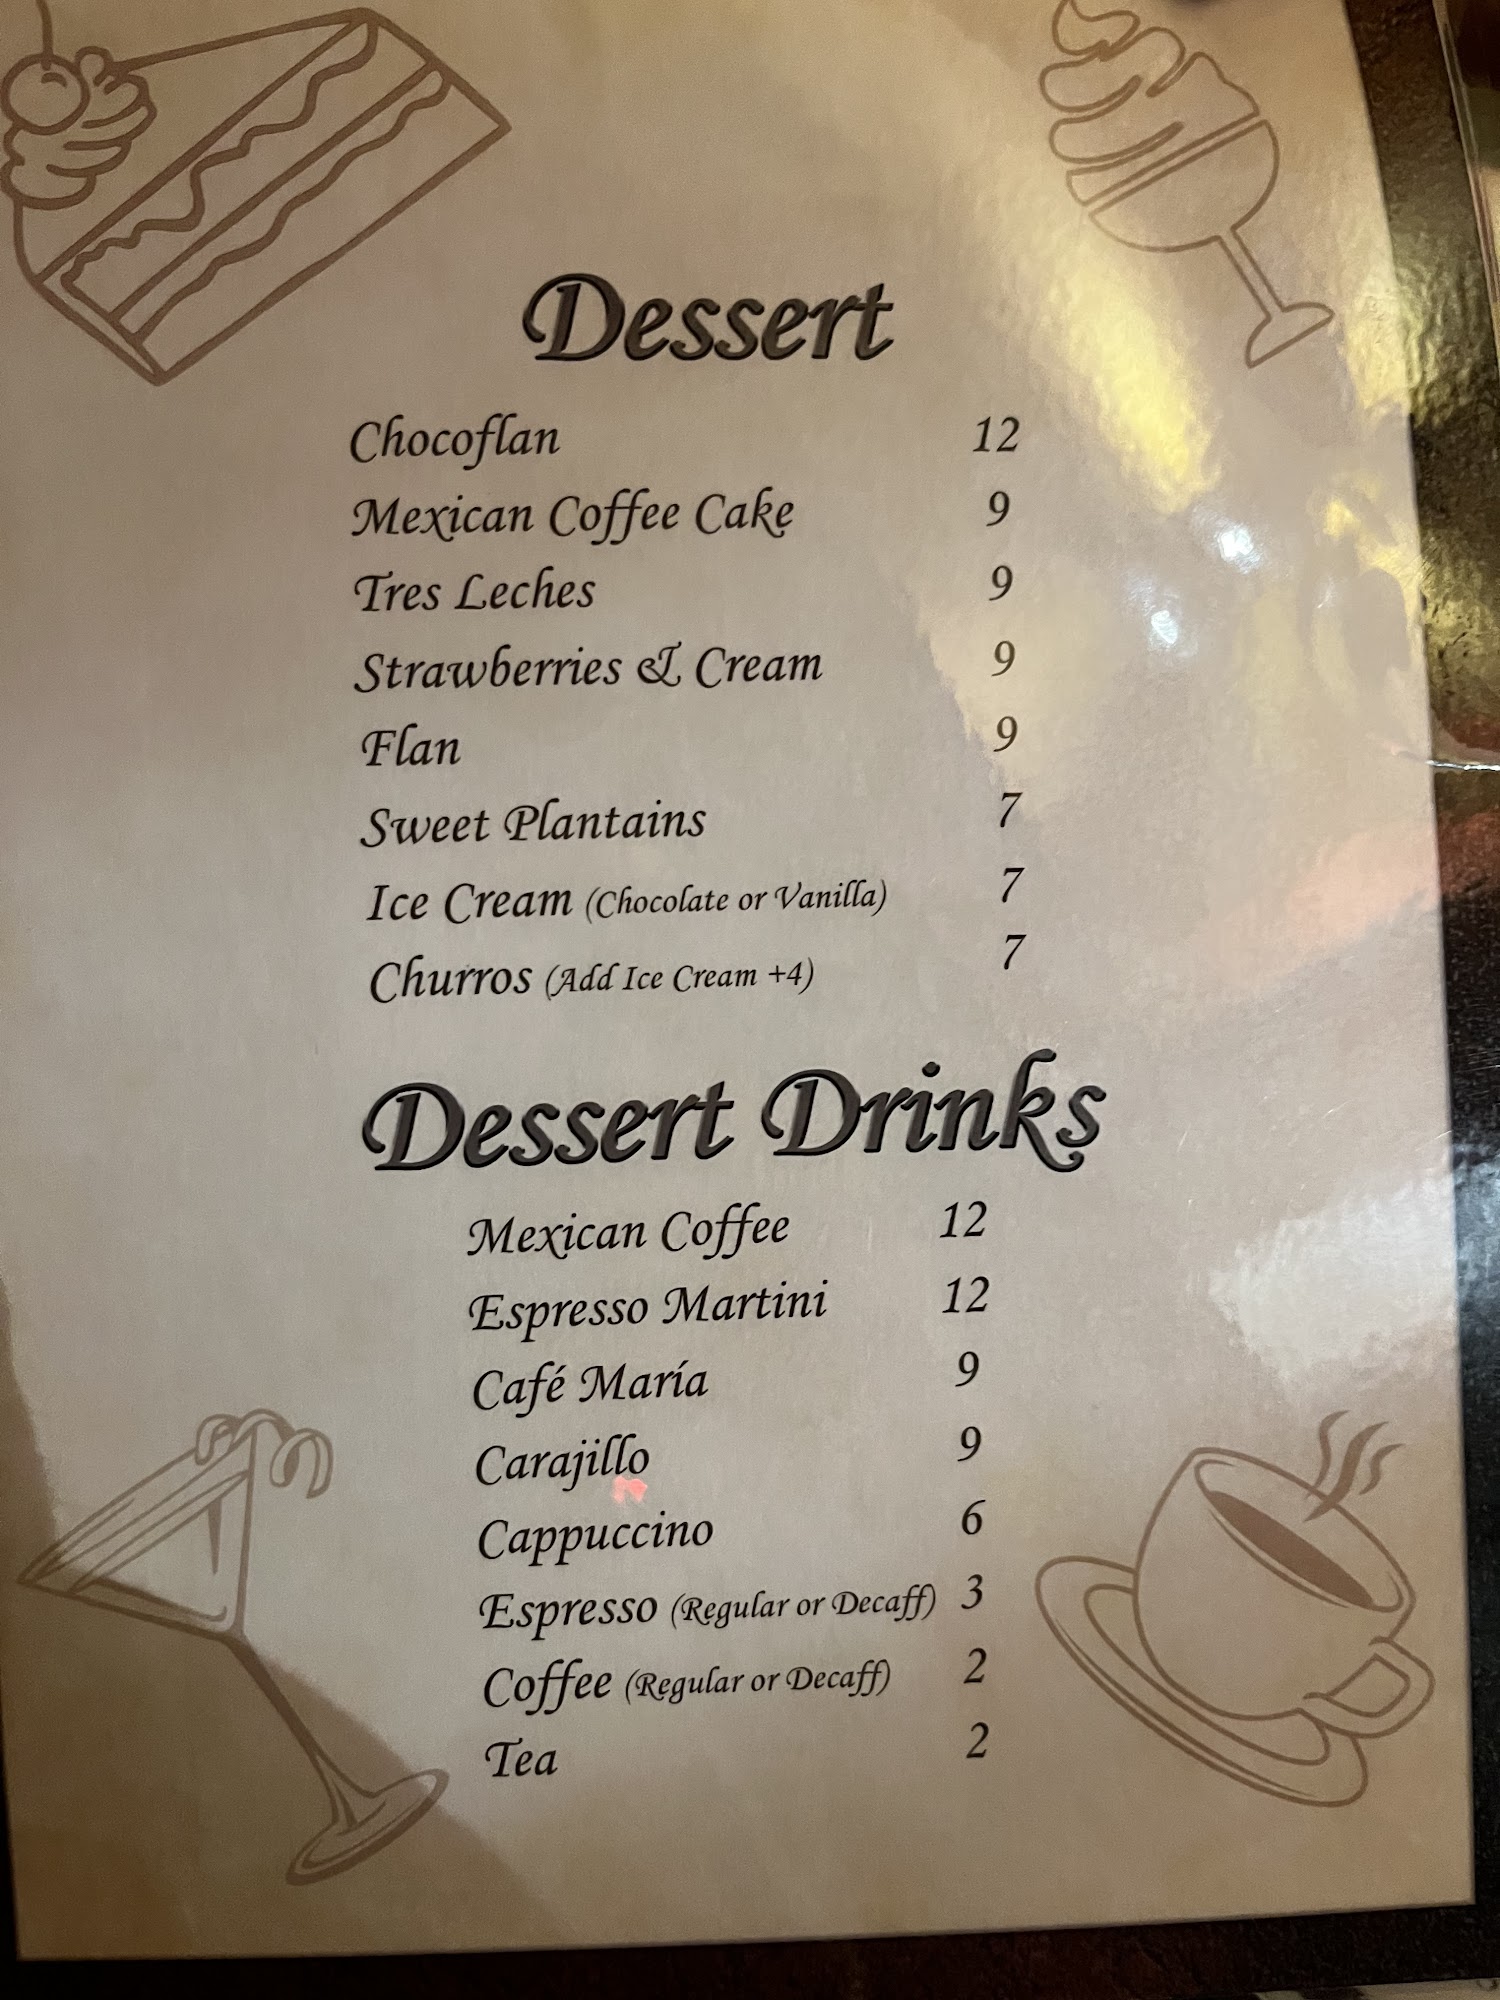 Dessert
Chocoflan 12
Mexican Coffee Cake 9
Tres Leches 9
Strawberries & Cream 9
Flan 9
Sweet Plantains 7
Ice Cream (Chocolate or Vanilla) 7
Churros (Add Ice Cream +4) 7
Dessert Drinks
Mexican Coffee 12
Espresso Martini 12
Café María 9
Carajillo 9
Cappuccino 6
Espresso (Regular or Decaff) 3
Coffee (Regular or Decaff) 2
Tea 2